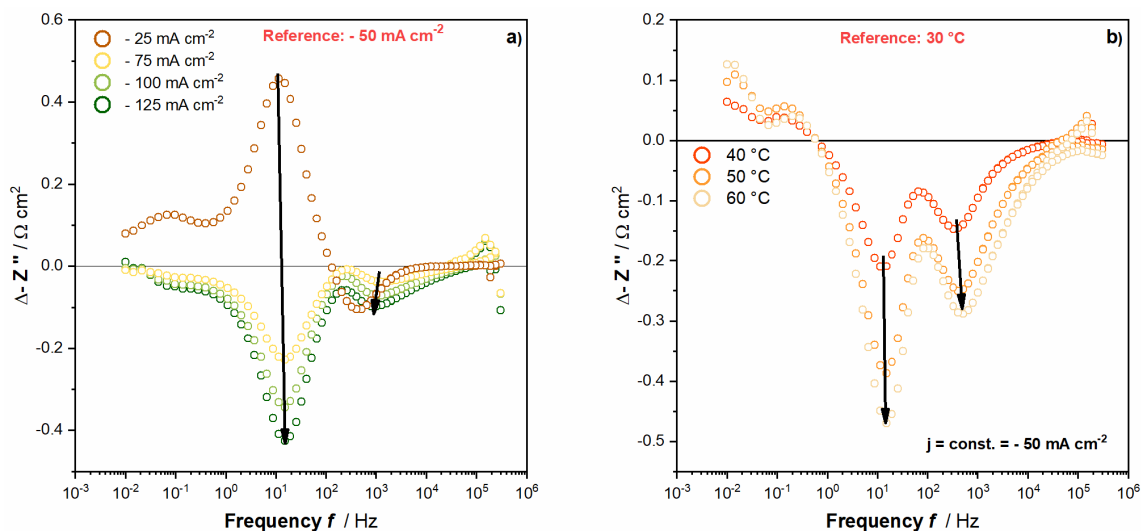 a)
Reference: - 50 mA cm-2
- 25 mA cm-2
- 75 mA cm-2
- 100 mA cm-2
- 125 mA cm-2
0.6
0.4
0.2
0.0
-0.2
-0.4
Δ- Z '' / Ω cm²
10-3 10-2 10-1 100 101 102 103 104 105 106
Frequency f / Hz
b)
Reference: 30 °C
40 °C
50 °C
60 °C
j = const. = - 50 mA cm-2
0.2
0.1
0.0
-0.1
-0.2
-0.3
-0.4
-0.5
Δ- Z '' / Ω cm²
10-3 10-2 10-1 100 101 102 103 104 105 106
Frequency f / Hz